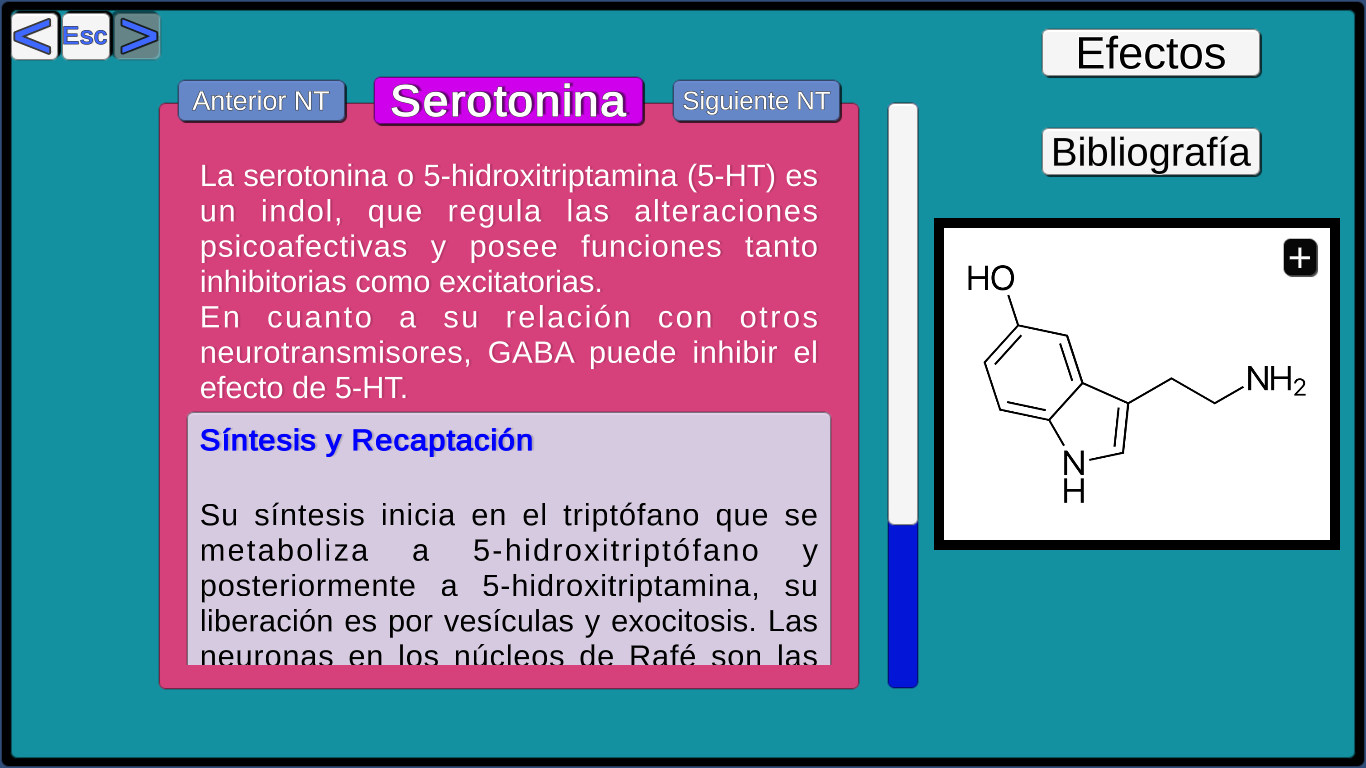 < Esc >
Efectos
Anterior NT
Serotonina
Siguiente NT
Bibliografía
La serotonina o 5-hidroxitriptamina (5-HT) es
un indol, que regula las alteraciones
psicoafectivas y posee funciones tanto
inhibitorias como excitatorias.
En cuanto a su relación con otros
neurotransmisores, GABA puede inhibir el
efecto de 5-HT.
Síntesis y Recaptación
Su síntesis inicia en el triptófano que se
metaboliza a 5-hidroxitriptófano y
posteriormente a 5-hidroxitriptamina, su
liberación es por vesículas y exocitosis. Las
neuronas en los núcleos de Rafé son las
+
HO
NH2
N
H